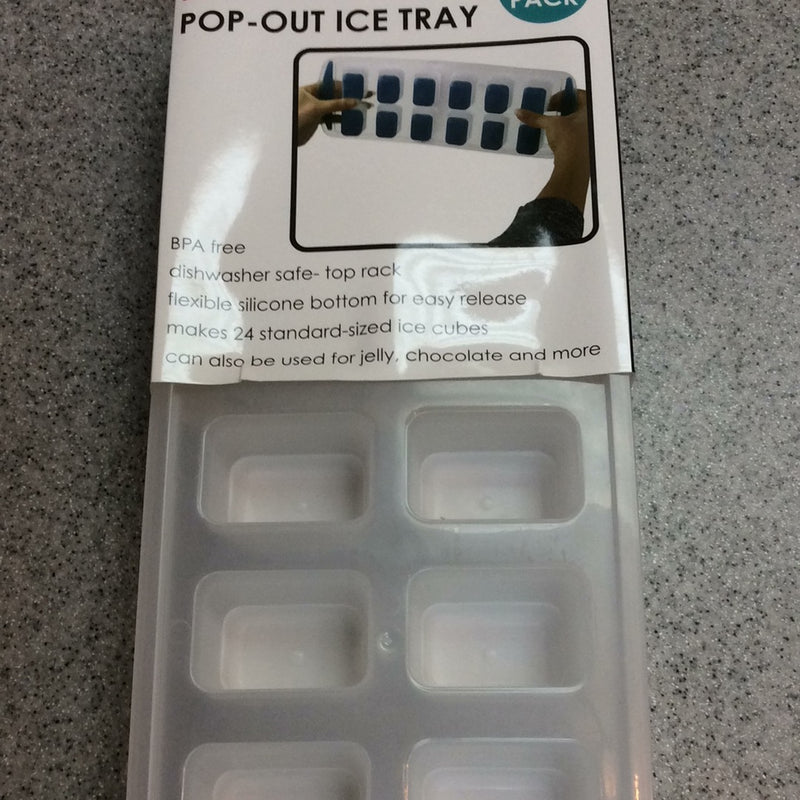 PACK
POP-OUT ICE TRAY
BPA free
dishwasher safe- top rack
flexible silicone bottom for easy release
makes 24 standard-sized ice cubes
can also be used for jelly, chocolate and more